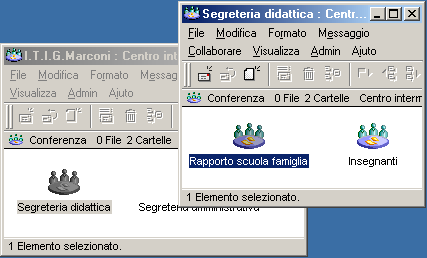 I.T.I.G.Marconi : Centro int
File Modifica Formato Messag
Visualizza Admin Aiuto
Conferenza 0 File 2 Cartelle
Segreteria didattica
Segreteria amministrativa
1 Elemento selezionato.
Segreteria didattica : Centr...
File Modifica Formato Messaggio
Collaborare Visualizza Admin Aiuto
Conferenza 0 File 2 Cartelle Centro interm
Rapporto scuola famiglia
Insegnanti
1 Elemento selezionato.